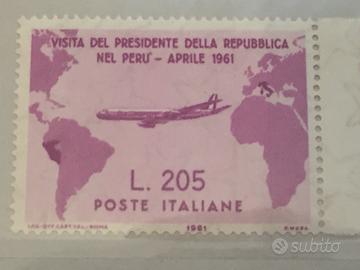 VISITA DEL PRESIDENTE DELLA REPUBBLICA
NEL PERU' - APRILE 1961
L. 205
POSTE ITALIANE
1961
subito